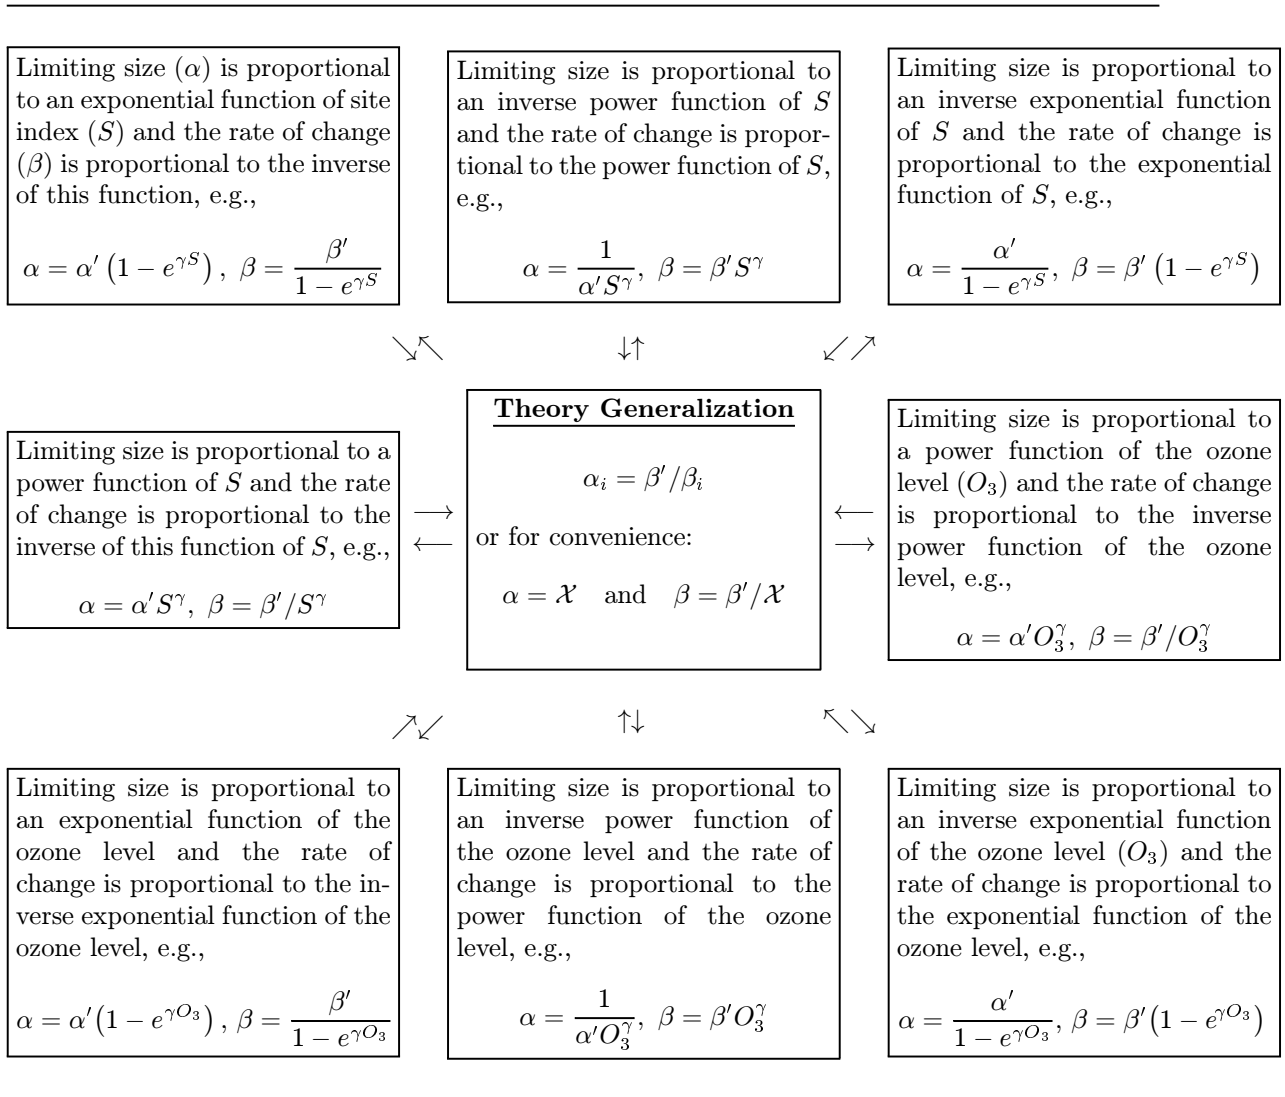 Limiting size (α) is proportional
to an exponential function of site
index (S) and the rate of change
(β) is proportional to the inverse
of this function, e.g.,
α = α′ (1 − e^{γS}) , β = β′ / (1 − e^{γS})
Limiting size is proportional to
an inverse power function of S
and the rate of change is propor-
tional to the power function of S,
e.g.,
α = 1 / (α′S^γ), β = β′S^γ
Limiting size is proportional to
an inverse exponential function
of S and the rate of change is
proportional to the exponential
function of S, e.g.,
α = α′ / (1 − e^{γS}), β = β′ (1 − e^{γS})
↘↖ ↓↑ ↙↗
Limiting size is proportional to a
power function of S and the rate
of change is proportional to the
inverse of this function of S, e.g.,
α = α′S^γ, β = β′/S^γ
→
←
Theory Generalization
α_i = β′/β_i
or for convenience:
α = 𝒳 and β = β′/𝒳
←
→
Limiting size is proportional to
a power function of the ozone
level (O_3) and the rate of change
is proportional to the inverse
power function of the ozone
level, e.g.,
α = α′O_3^γ, β = β′/O_3^γ
↗↙ ↑↓ ↖↘
Limiting size is proportional to
an exponential function of the
ozone level and the rate of
change is proportional to the in-
verse exponential function of the
ozone level, e.g.,
α = α′(1 − e^{γO_3}) , β = β′ / (1 − e^{γO_3})
Limiting size is proportional to
an inverse power function of
the ozone level and the rate of
change is proportional to the
power function of the ozone
level, e.g.,
α = 1 / (α′O_3^γ), β = β′O_3^γ
Limiting size is proportional to
an inverse exponential function
of the ozone level (O_3) and the
rate of change is proportional to
the exponential function of the
ozone level, e.g.,
α = α′ / (1 − e^{γO_3}), β = β′(1 − e^{γO_3})